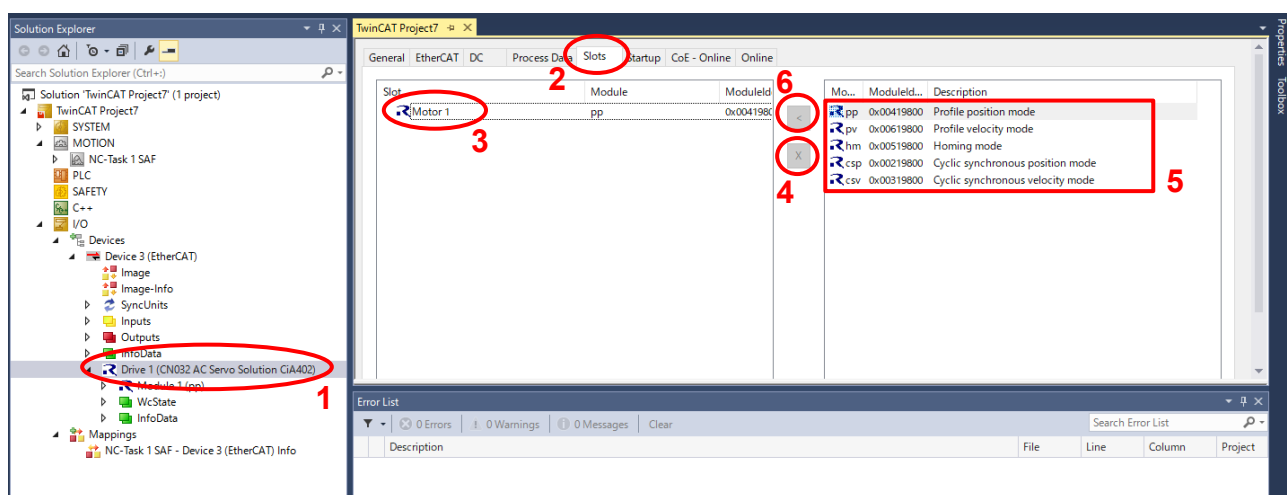 Solution Explorer
Search Solution Explorer (Ctrl+:)
Solution 'TwinCAT Project7' (1 project)
TwinCAT Project7
SYSTEM
MOTION
NC-Task 1 SAF
PLC
SAFETY
C++
I/O
Devices
Device 3 (EtherCAT)
Image
Image-Info
SyncUnits
Inputs
Outputs
InfoData
Drive 1 (CN032 AC Servo Solution CiA402)
1
Module 1 (pp)
WcState
InfoData
Mappings
NC-Task 1 SAF - Device 3 (EtherCAT) Info
TwinCAT Project7
General EtherCAT DC Process Data Slots Startup CoE - Online Online
2
Slot Module ModuleId
Motor 1 pp 0x0041980
3
6
<
X
4
Mo... ModuleId... Description
pp 0x00419800 Profile position mode
pv 0x00619800 Profile velocity mode
hm 0x00519800 Homing mode
csp 0x00219800 Cyclic synchronous position mode
csv 0x00319800 Cyclic synchronous velocity mode
5
Error List
0 Errors 0 Warnings 0 Messages Clear
Search Error List
Description File Line Column Project
Properties
Toolbox